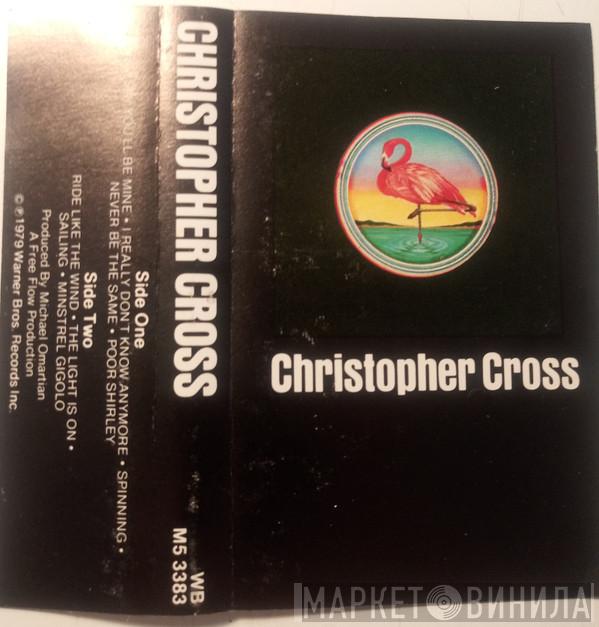 CHRISTOPHER CROSS
WB
M5 3383
Side One
BE MINE • I REALLY DON'T KNOW ANYMORE • SPINNING •
NEVER BE THE SAME • POOR SHIRLEY
Side Two
RIDE LIKE THE WIND • THE LIGHT IS ON •
SAILING • MINSTREL GIGOLO
Produced By Michael Omartian
A Free Flow Production
©℗1979 Warner Bros. Records Inc.
Christopher Cross
МАРКЕТ ВИНИЛА